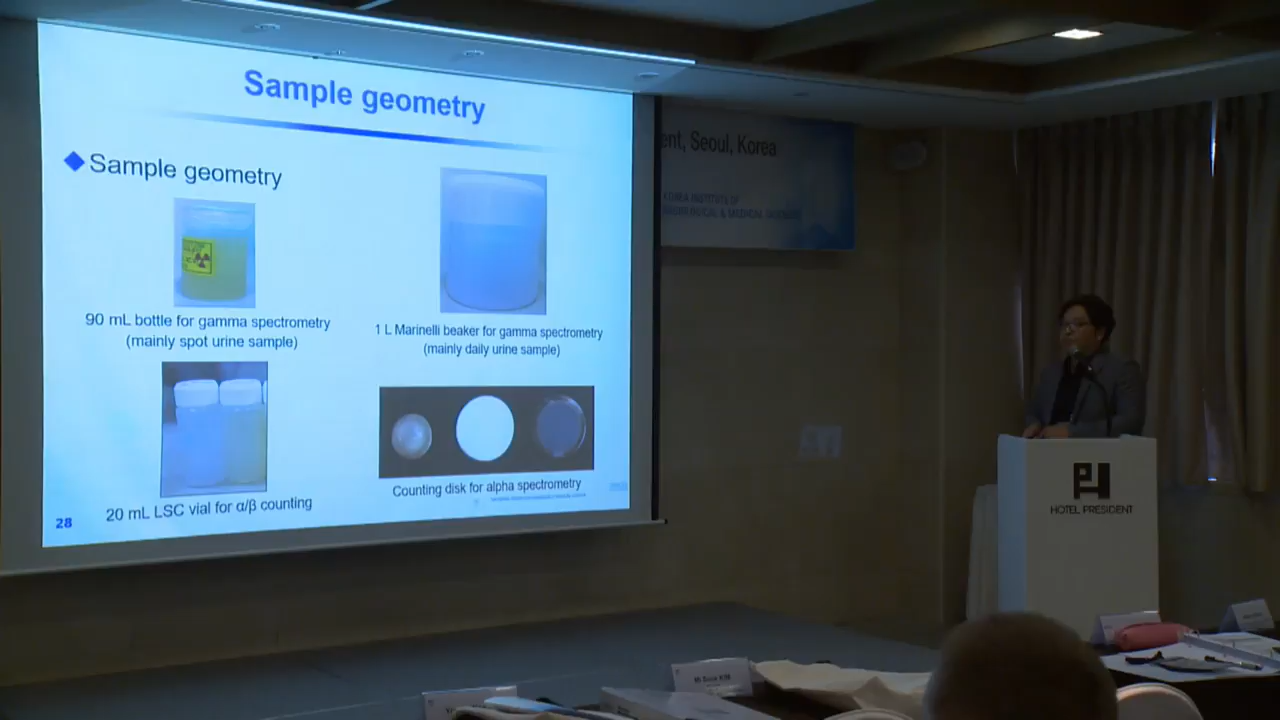 Sample geometry
Sample geometry
90 mL bottle for gamma spectrometry
(mainly spot urine sample)
1 L Marinelli beaker for gamma spectrometry
(mainly daily urine sample)
20 mL LSC vial for α/β counting
Counting disk for alpha spectrometry
28
ent, Seoul, Korea
KOREA INSTITUTE OF
& MEDICAL
HOTEL PRESIDENT